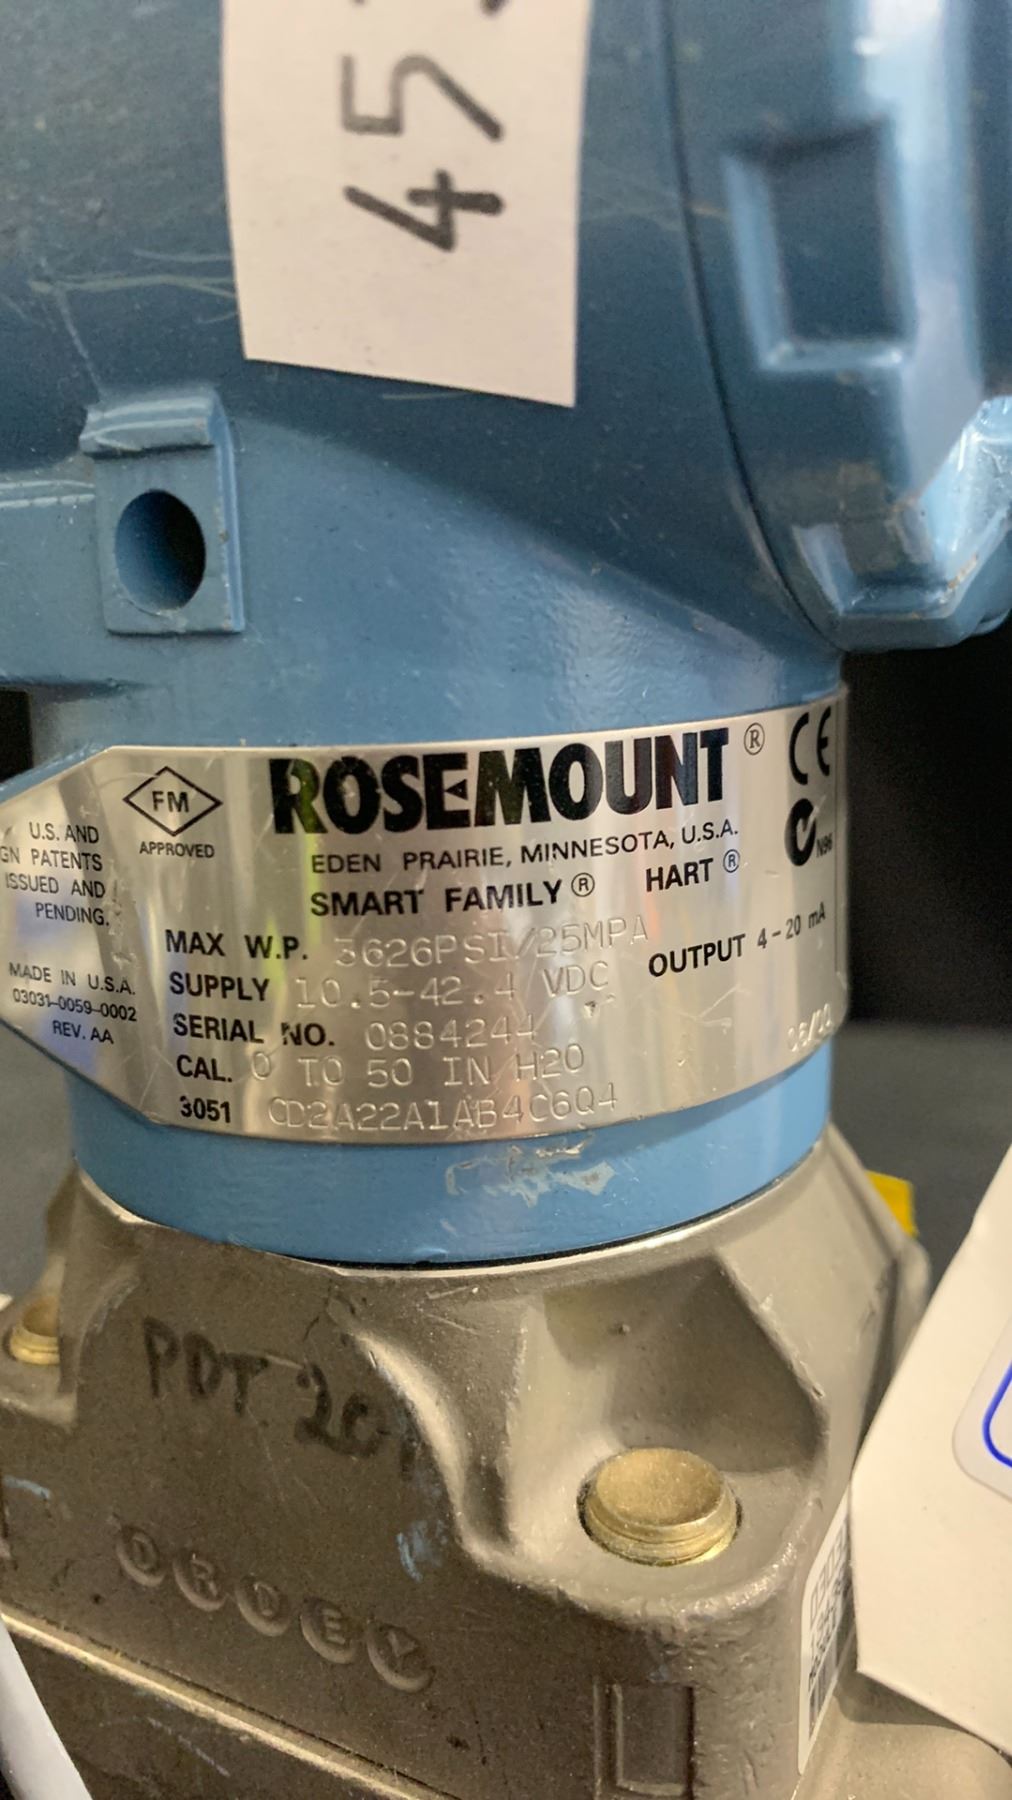 45
U.S. AND
GN PATENTS
ISSUED AND
PENDING.
MADE IN U.S.A.
03031-0059-0002
REV. AA
FM
APPROVED
ROSEMOUNT®
CE
N96
EDEN PRAIRIE, MINNESOTA, U.S.A.
SMART FAMILY® HART®
MAX W.P. 3626PSI/25MPA
SUPPLY 10.5-42.4 VDC OUTPUT 4-20 mA
SERIAL NO. 0884244
CAL. 0 TO 50 IN H2O
3051 CD2A22A1AB4C6Q4
PDT